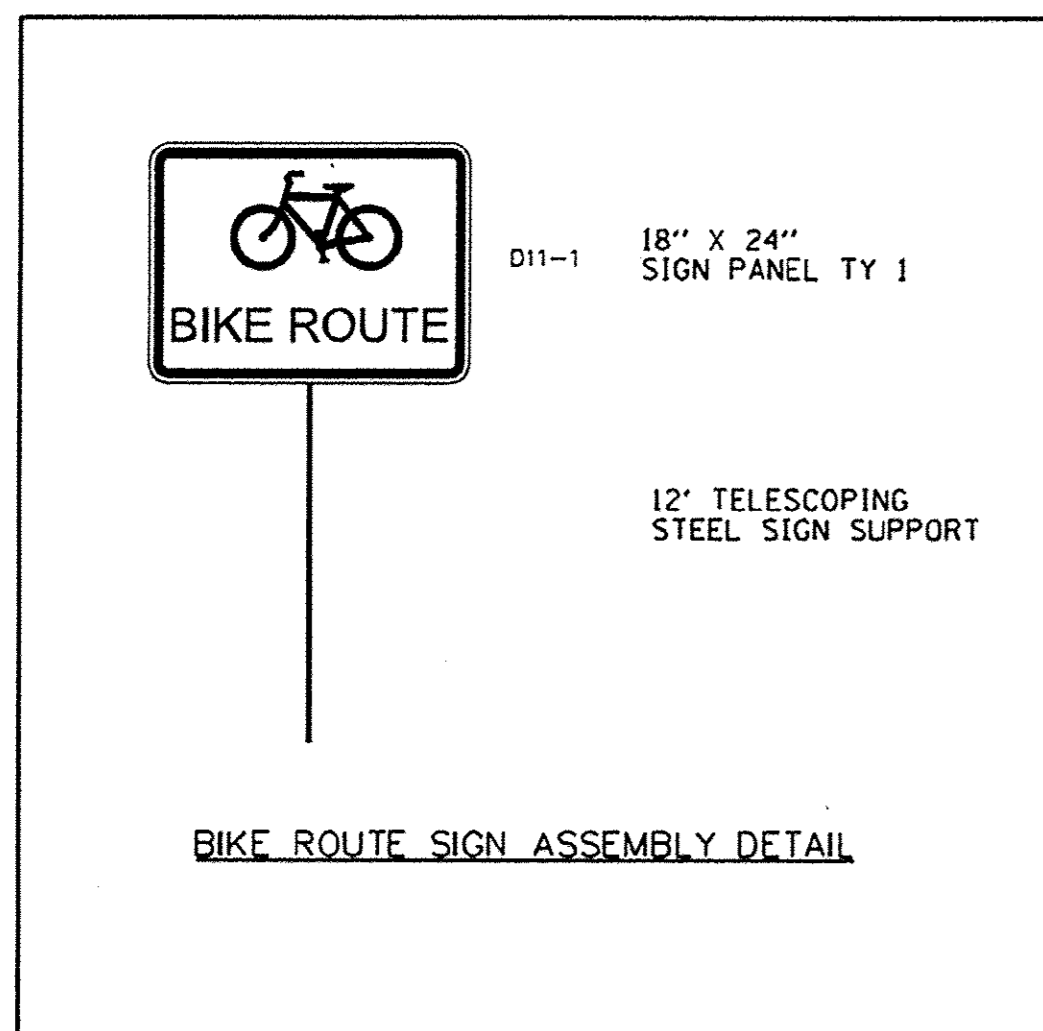 BIKE ROUTE
D11-1
18" X 24"
SIGN PANEL TY 1
12' TELESCOPING
STEEL SIGN SUPPORT
BIKE ROUTE SIGN ASSEMBLY DETAIL